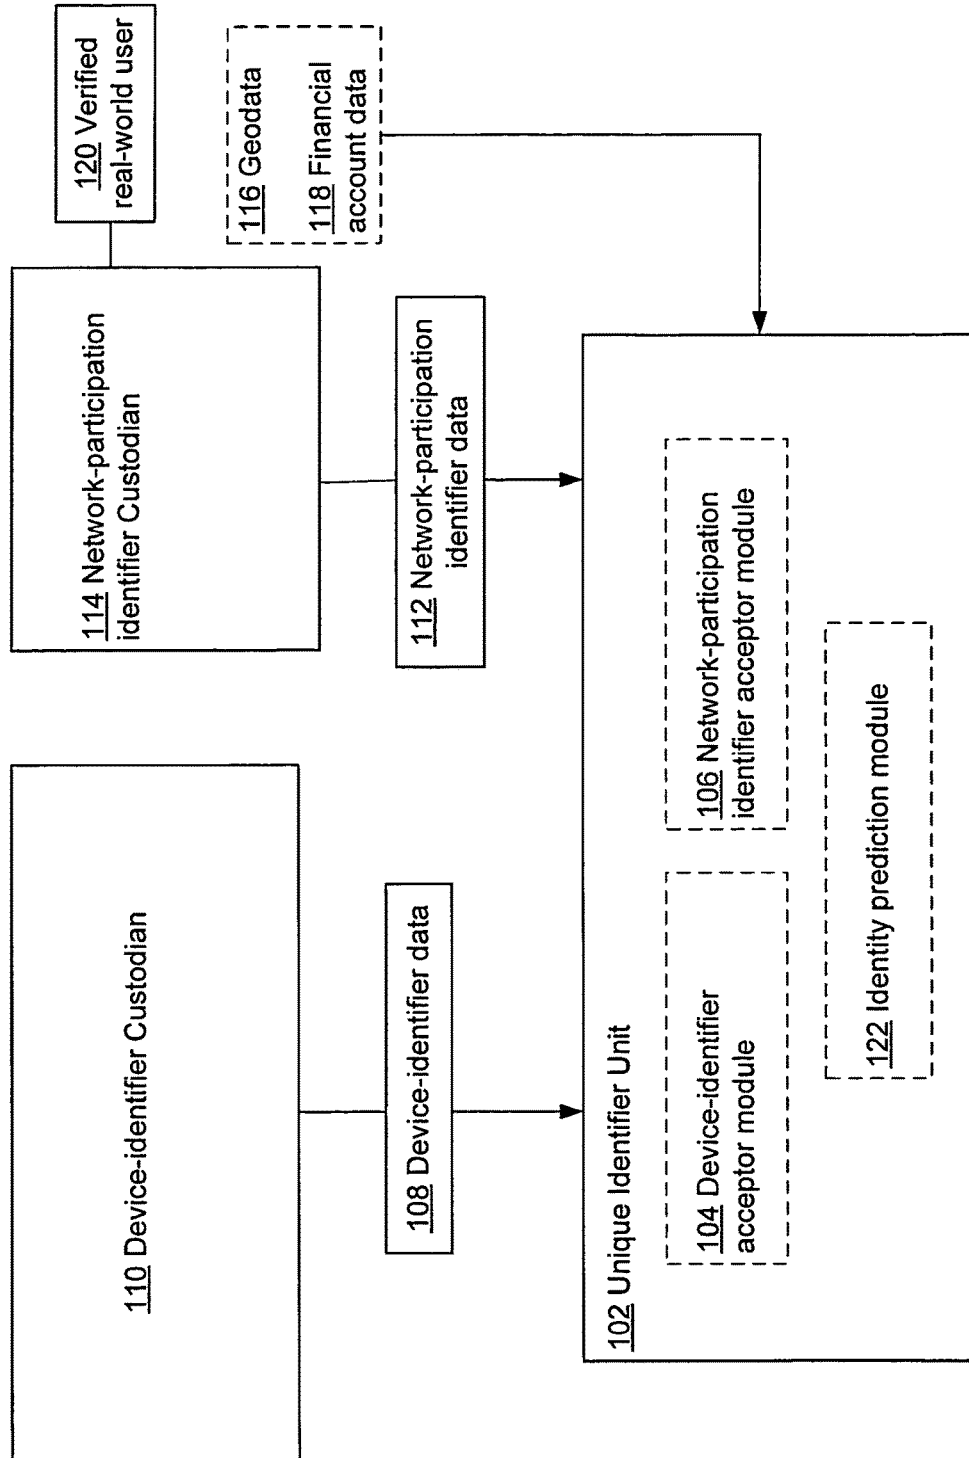 110 Device-identifier Custodian
114 Network-participation
identifier Custodian
120 Verified
real-world user
108 Device-identifier data
112 Network-participation
identifier data
116 Geodata
118 Financial
account data
102 Unique Identifier Unit
104 Device-identifier
acceptor module
106 Network-participation
identifier acceptor module
122 Identity prediction module